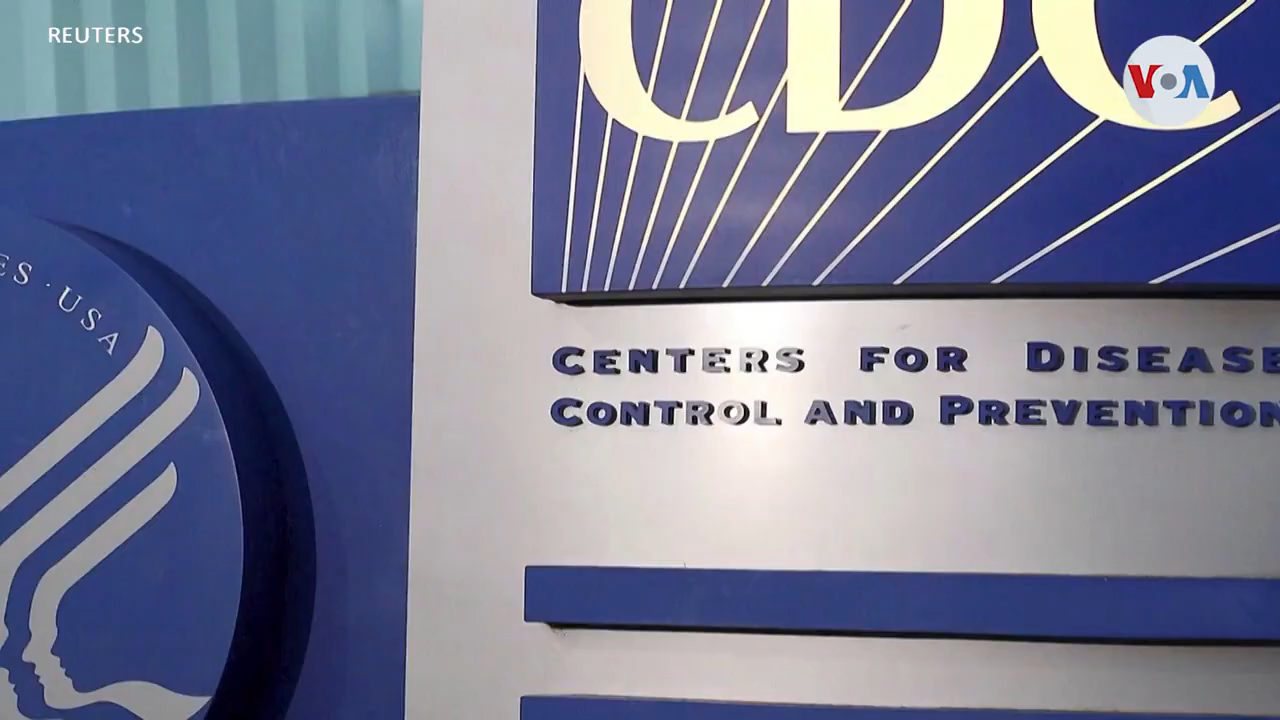 REUTERS
CDC
VOA
ES · USA
CENTERS FOR DISEASE
CONTROL AND PREVENTION